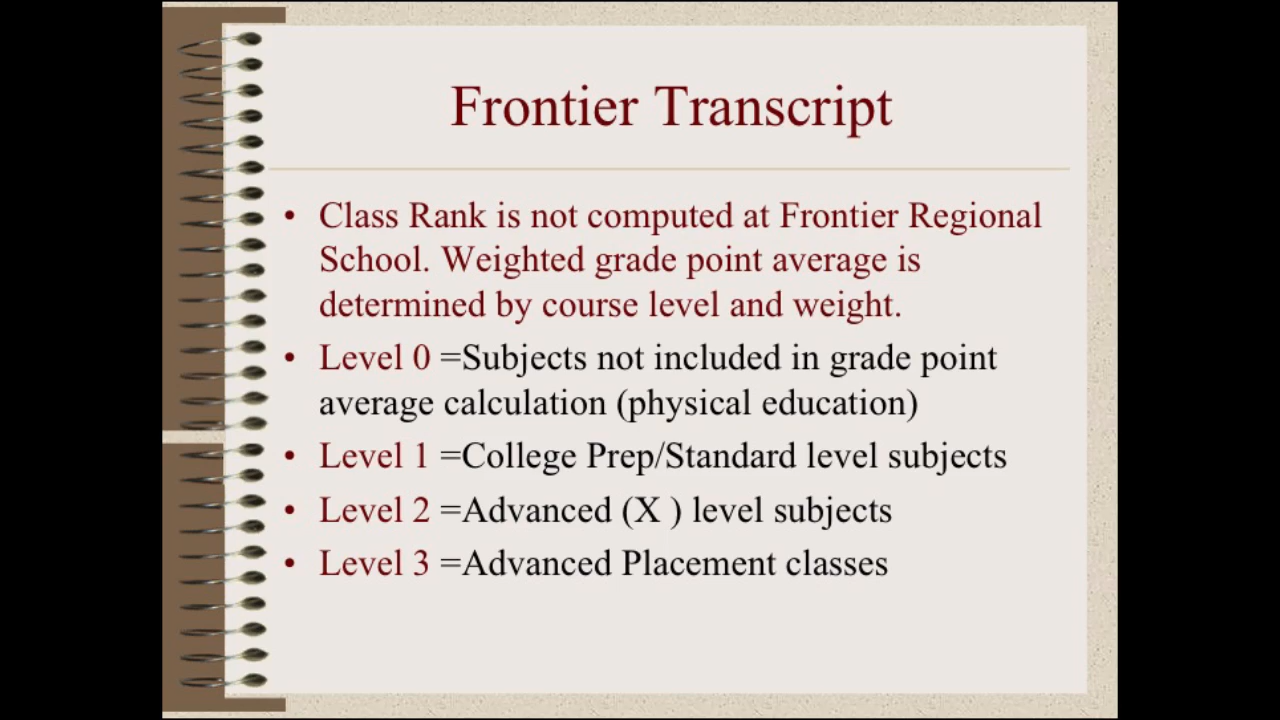 Frontier Transcript
• Class Rank is not computed at Frontier Regional
School. Weighted grade point average is
determined by course level and weight.
• Level 0 =Subjects not included in grade point
average calculation (physical education)
• Level 1 =College Prep/Standard level subjects
• Level 2 =Advanced (X ) level subjects
• Level 3 =Advanced Placement classes